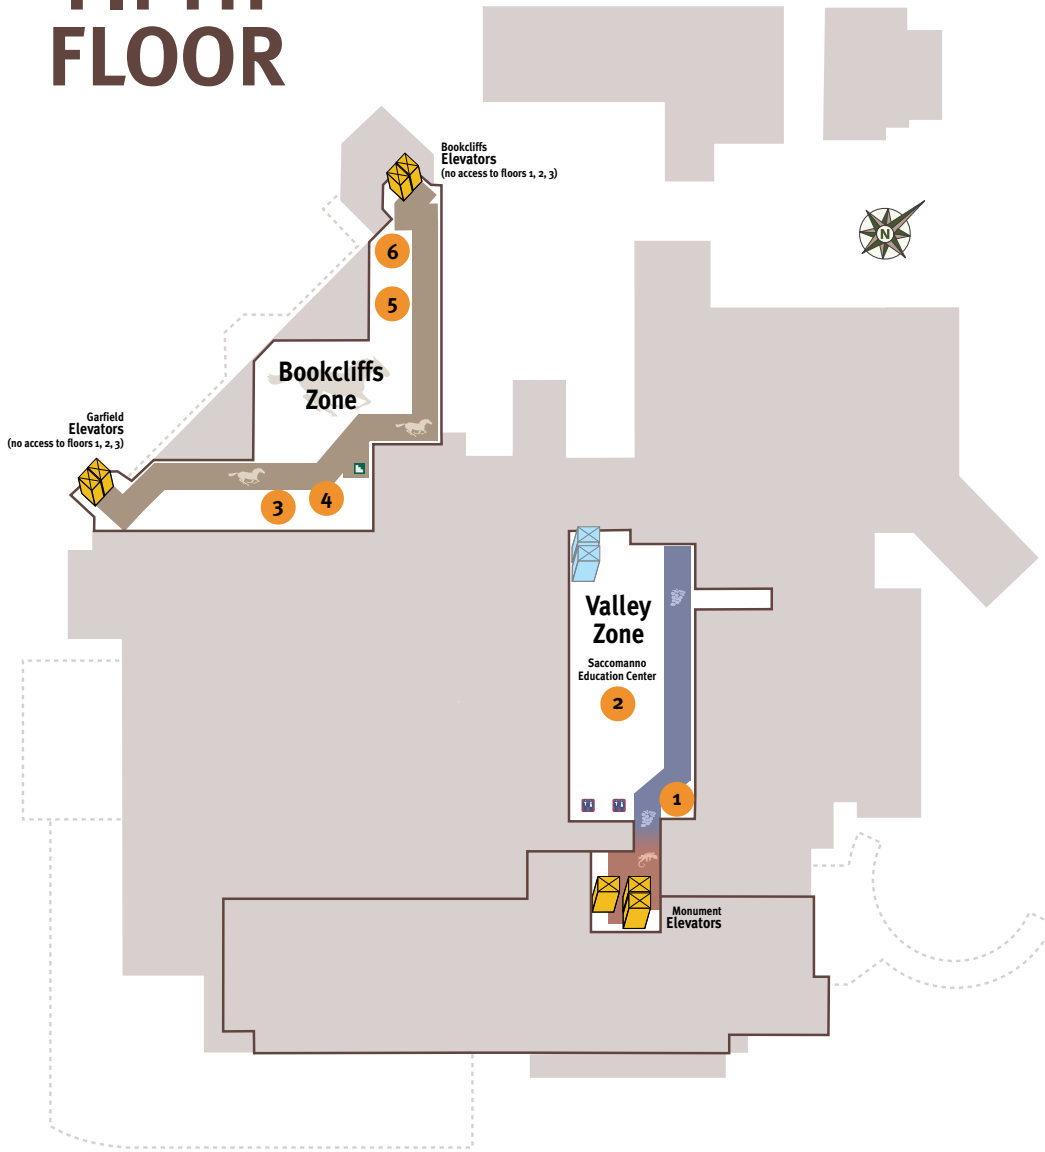 FIFTH
FLOOR
Bookcliffs
Elevators
(no access to floors 1, 2, 3)
N
6
5
Bookcliffs
Zone
Garfield
Elevators
(no access to floors 1, 2, 3)
3
4
Valley
Zone
Saccomanno
Education Center
2
1
Monument
Elevators